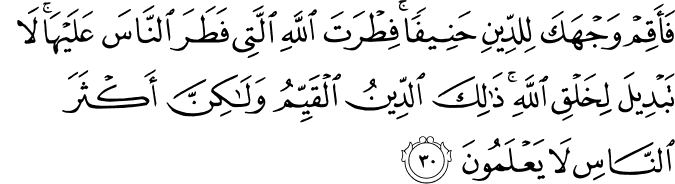 فَأَقِمْ وَجْهَكَ لِلدِّينِ حَنِيفًا ۚ فِطْرَتَ ٱللَّهِ ٱلَّتِى فَطَرَ ٱلنَّاسَ عَلَيْهَا ۚ لَا
تَبْدِيلَ لِخَلْقِ ٱللَّهِ ۚ ذَٰلِكَ ٱلدِّينُ ٱلْقَيِّمُ وَلَٰكِنَّ أَكْثَرَ
ٱلنَّاسِ لَا يَعْلَمُونَ ٣٠